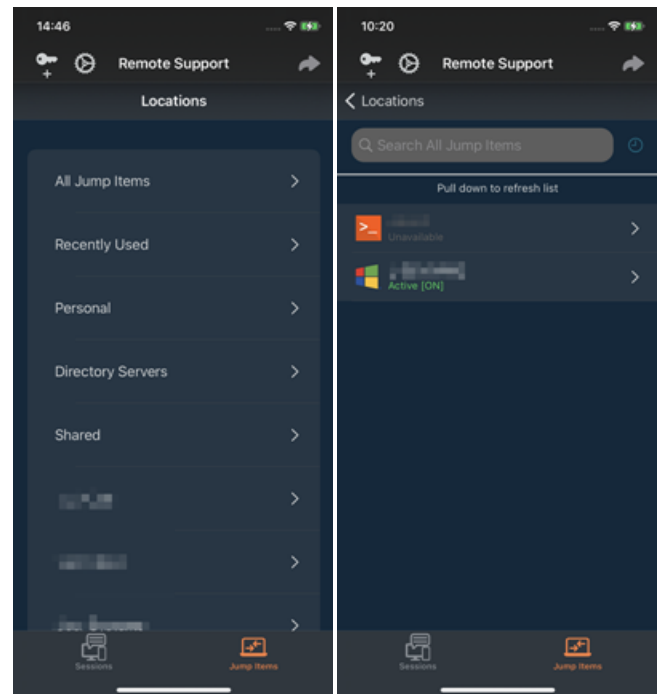 14:46
Remote Support
Locations
All Jump Items
Recently Used
Personal
Directory Servers
Shared
Sessions
Jump Items
10:20
Remote Support
Locations
Search All Jump Items
Pull down to refresh list
Unavailable
Active [ON]
Sessions
Jump Items